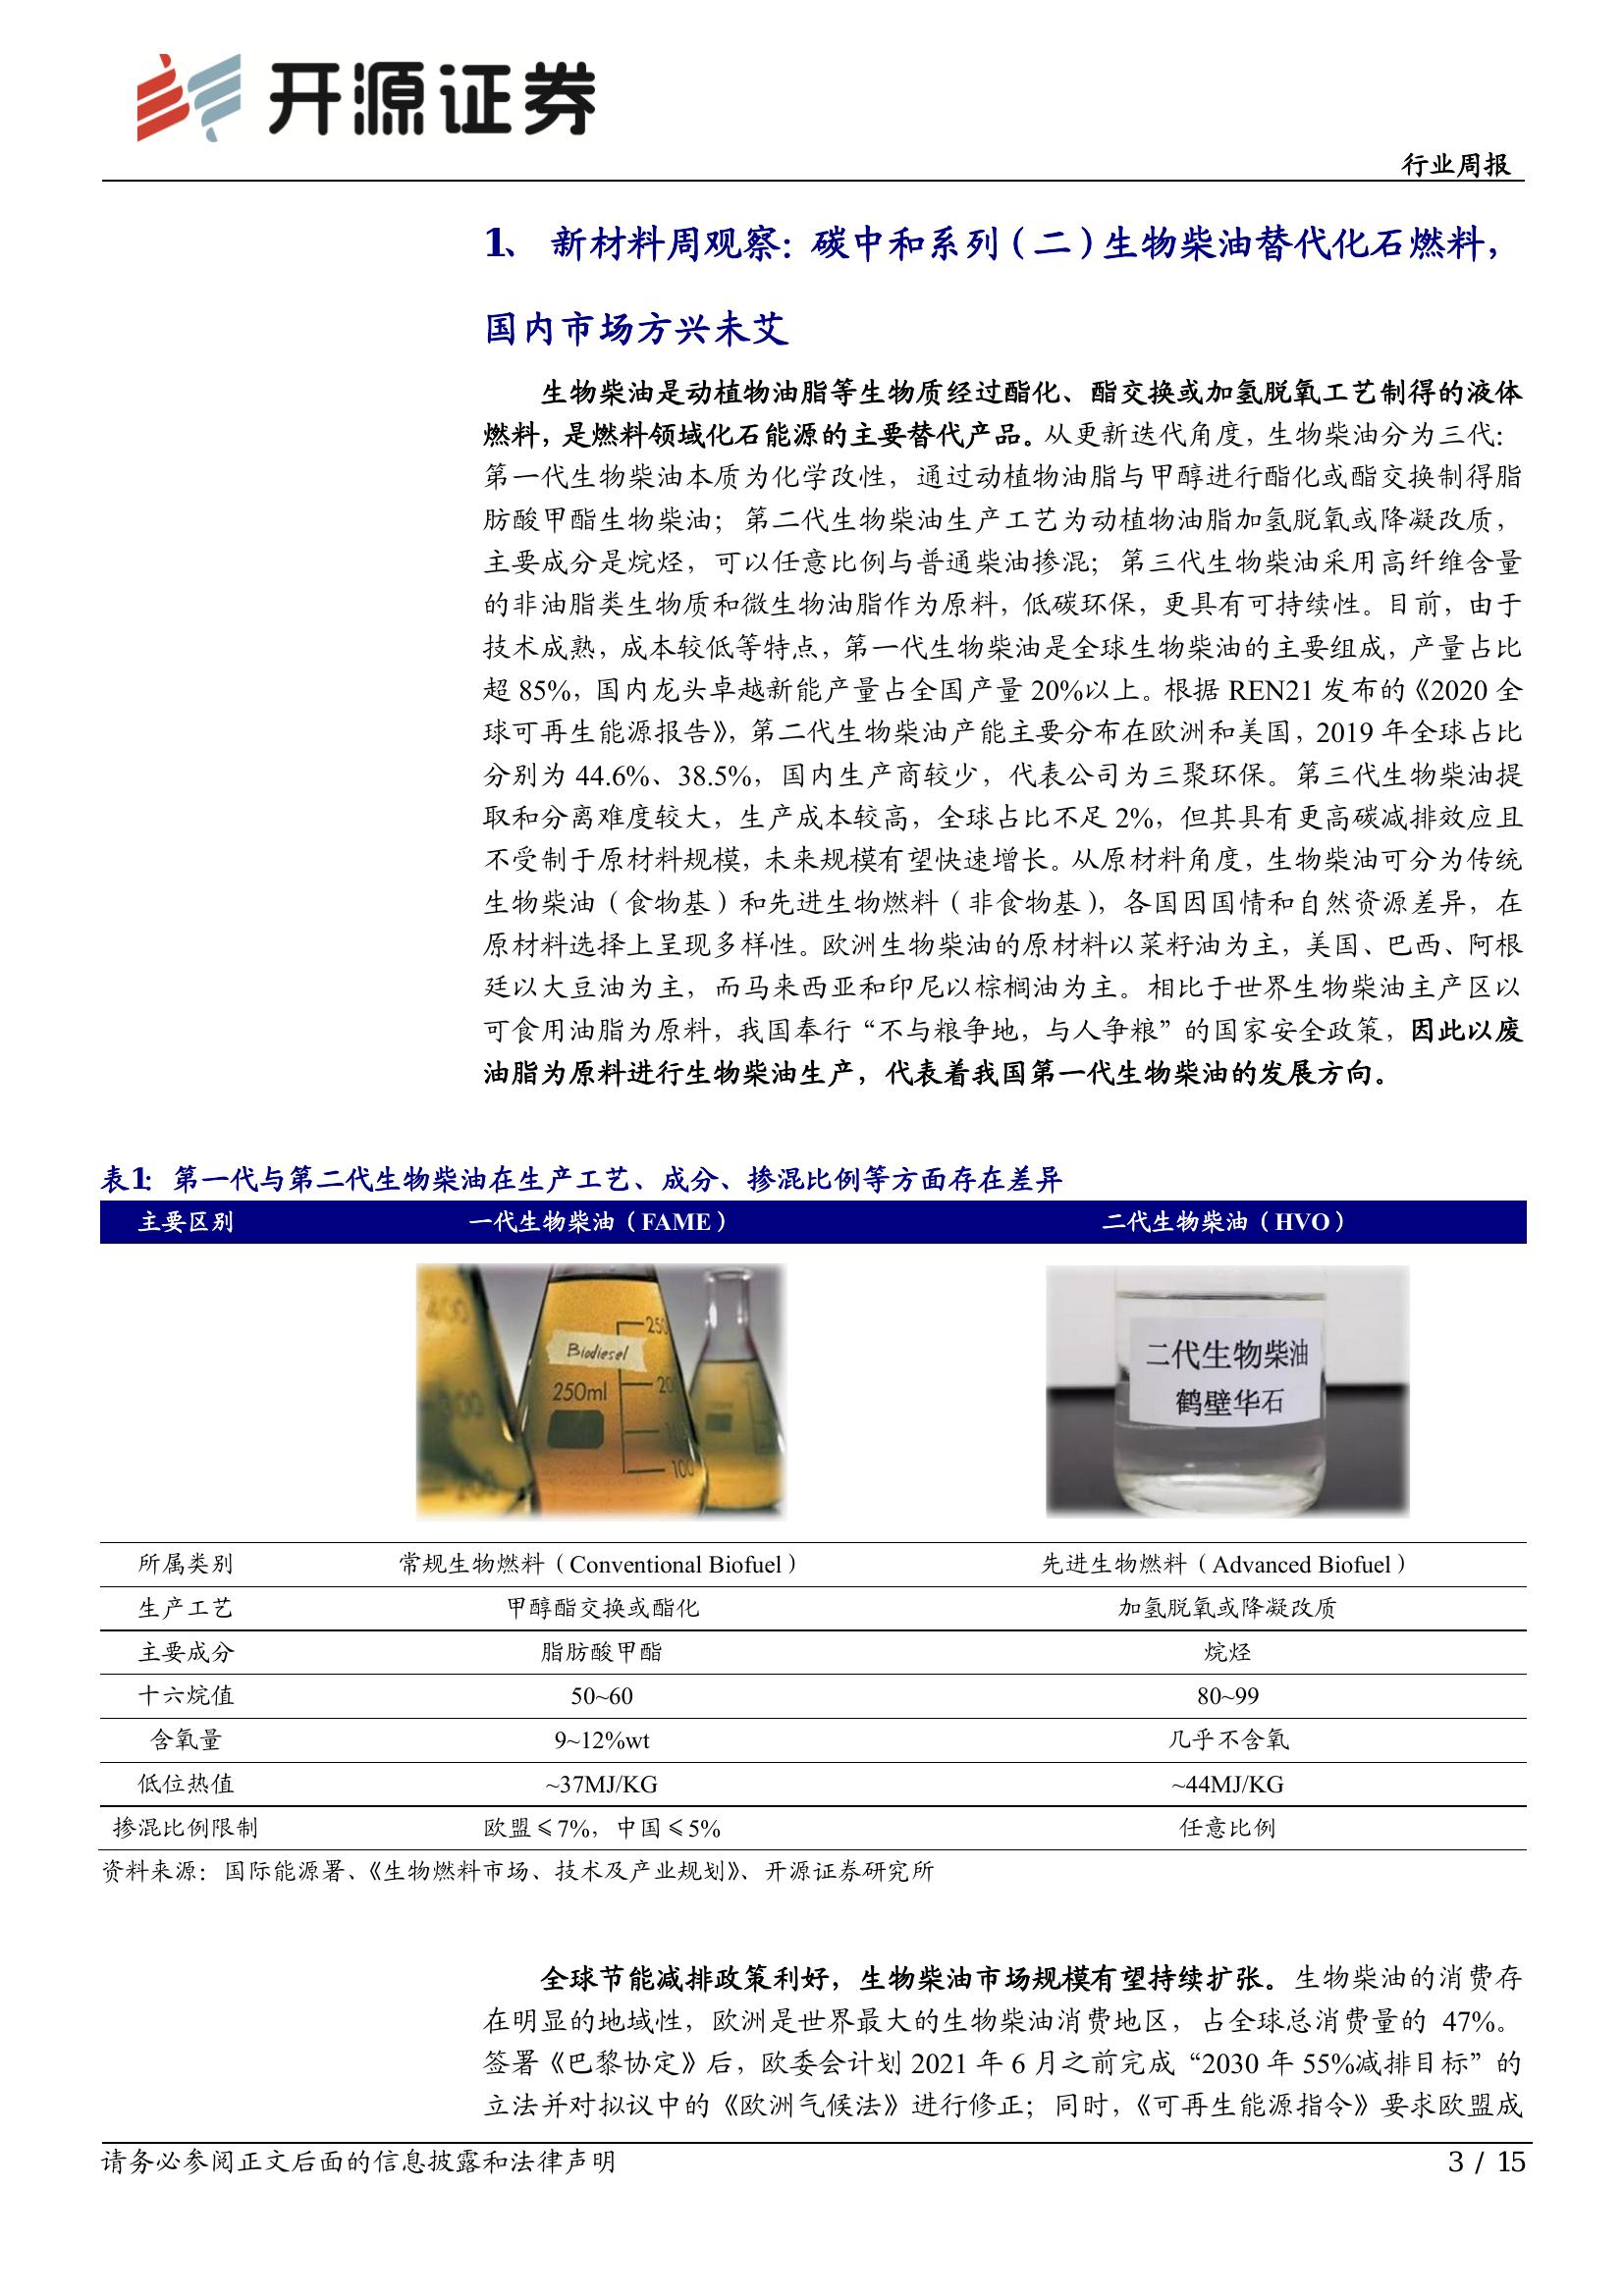 开源证券
行业周报
1、 新材料周观察：碳中和系列（二）生物柴油替代化石燃料，
国内市场方兴未艾
生物柴油是动植物油脂等生物质经过酯化、酯交换或加氢脱氧工艺制得的液体
燃料，是燃料领域化石能源的主要替代产品。从更新迭代角度，生物柴油分为三代：
第一代生物柴油本质为化学改性，通过动植物油脂与甲醇进行酯化或酯交换制得脂
肪酸甲酯生物柴油；第二代生物柴油生产工艺为动植物油脂加氢脱氧或降凝改质，
主要成分是烷烃，可以任意比例与普通柴油掺混；第三代生物柴油采用高纤维含量
的非油脂类生物质和微生物油脂作为原料，低碳环保，更具有可持续性。目前，由于
技术成熟，成本较低等特点，第一代生物柴油是全球生物柴油的主要组成，产量占比
超 85%，国内龙头卓越新能产量占全国产量 20%以上。根据 REN21 发布的《2020 全
球可再生能源报告》，第二代生物柴油产能主要分布在欧洲和美国，2019 年全球占比
分别为 44.6%、38.5%，国内生产商较少，代表公司为三聚环保。第三代生物柴油提
取和分离难度较大，生产成本较高，全球占比不足 2%，但其具有更高碳减排效应且
不受制于原材料规模，未来规模有望快速增长。从原材料角度，生物柴油可分为传统
生物柴油（食物基）和先进生物燃料（非食物基），各国因国情和自然资源差异，在
原材料选择上呈现多样性。欧洲生物柴油的原材料以菜籽油为主，美国、巴西、阿根
廷以大豆油为主，而马来西亚和印尼以棕榈油为主。相比于世界生物柴油主产区以
可食用油脂为原料，我国奉行“不与粮争地，与人争粮”的国家安全政策，因此以废
油脂为原料进行生物柴油生产，代表着我国第一代生物柴油的发展方向。
表1：第一代与第二代生物柴油在生产工艺、成分、掺混比例等方面存在差异
主要区别 一代生物柴油（FAME） 二代生物柴油（HVO）
Biodiesel
250ml
250
200
100
二代生物柴油
鹤壁华石
所属类别 常规生物燃料（Conventional Biofuel） 先进生物燃料（Advanced Biofuel）
生产工艺 甲醇酯交换或酯化 加氢脱氧或降凝改质
主要成分 脂肪酸甲酯 烷烃
十六烷值 50~60 80~99
含氧量 9~12%wt 几乎不含氧
低位热值 ~37MJ/KG ~44MJ/KG
掺混比例限制 欧盟≤7%，中国≤5% 任意比例
资料来源：国际能源署、《生物燃料市场、技术及产业规划》、开源证券研究所
全球节能减排政策利好，生物柴油市场规模有望持续扩张。生物柴油的消费存
在明显的地域性，欧洲是世界最大的生物柴油消费地区，占全球总消费量的 47%。
签署《巴黎协定》后，欧委会计划 2021 年 6 月之前完成“2030 年 55%减排目标”的
立法并对拟议中的《欧洲气候法》进行修正；同时，《可再生能源指令》要求欧盟成
请务必参阅正文后面的信息披露和法律声明
3 / 15